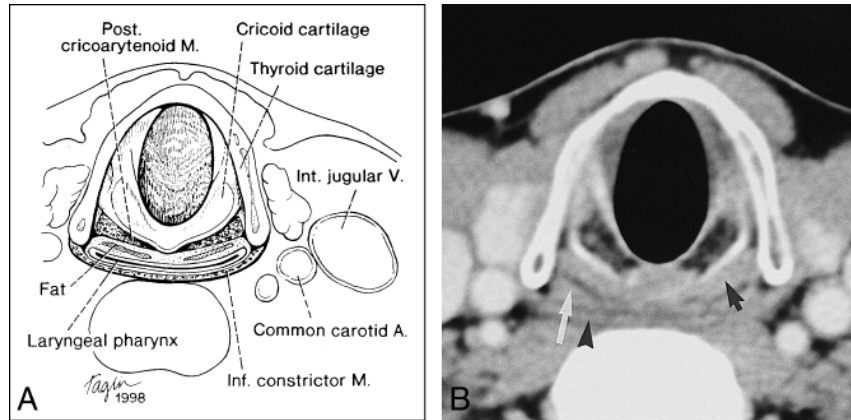 Post.
cricoarytenoid M.
Cricoid cartilage
Thyroid cartilage
Int. jugular V.
Fat
Laryngeal pharynx
Common carotid A.
Inf. constrictor M.
Tagin
1998
A
B